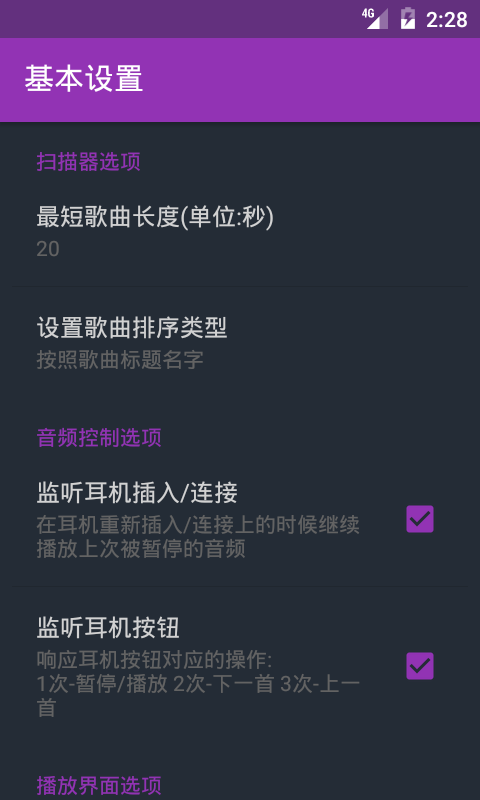 4G 2:28
基本设置
扫描器选项
最短歌曲长度(单位:秒)
20
设置歌曲排序类型
按照歌曲标题名字
音频控制选项
监听耳机插入/连接
在耳机重新插入/连接上的时候继续
播放上次被暂停的音频
监听耳机按钮
响应耳机按钮对应的操作:
1次-暂停/播放 2次-下一首 3次-上一
首
播放界面选项